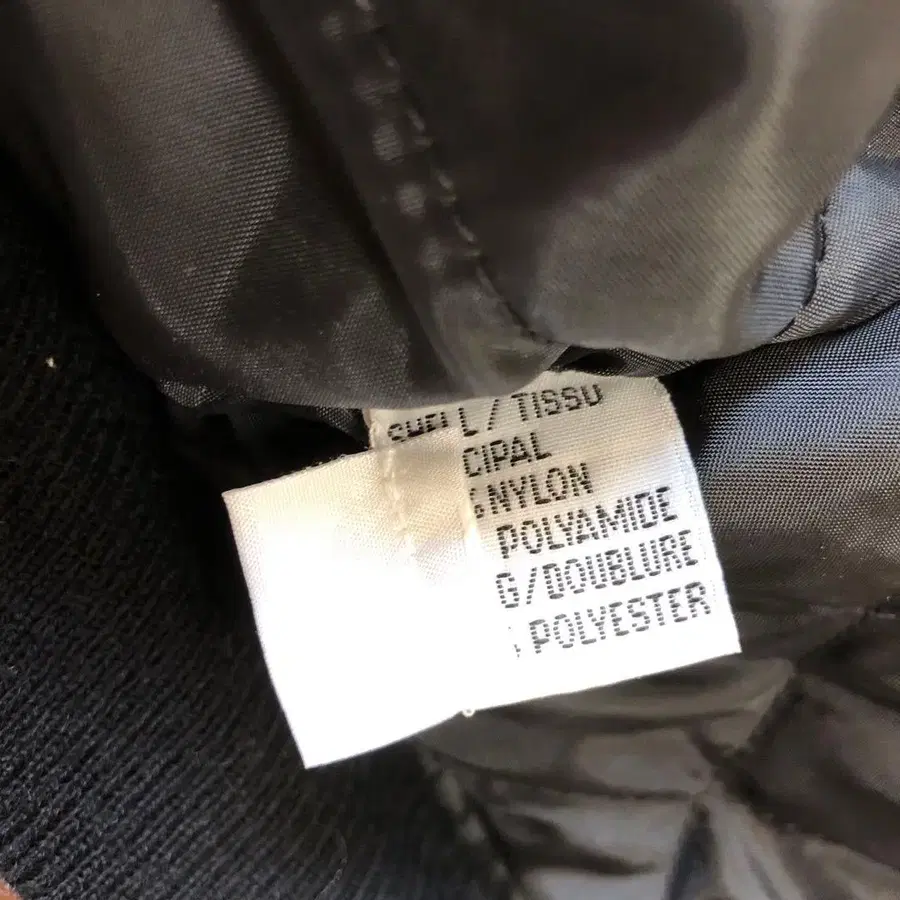 SHELL / TISSU
CIPAL
NYLON
POLYAMIDE
G/DOUBLURE
POLYESTER